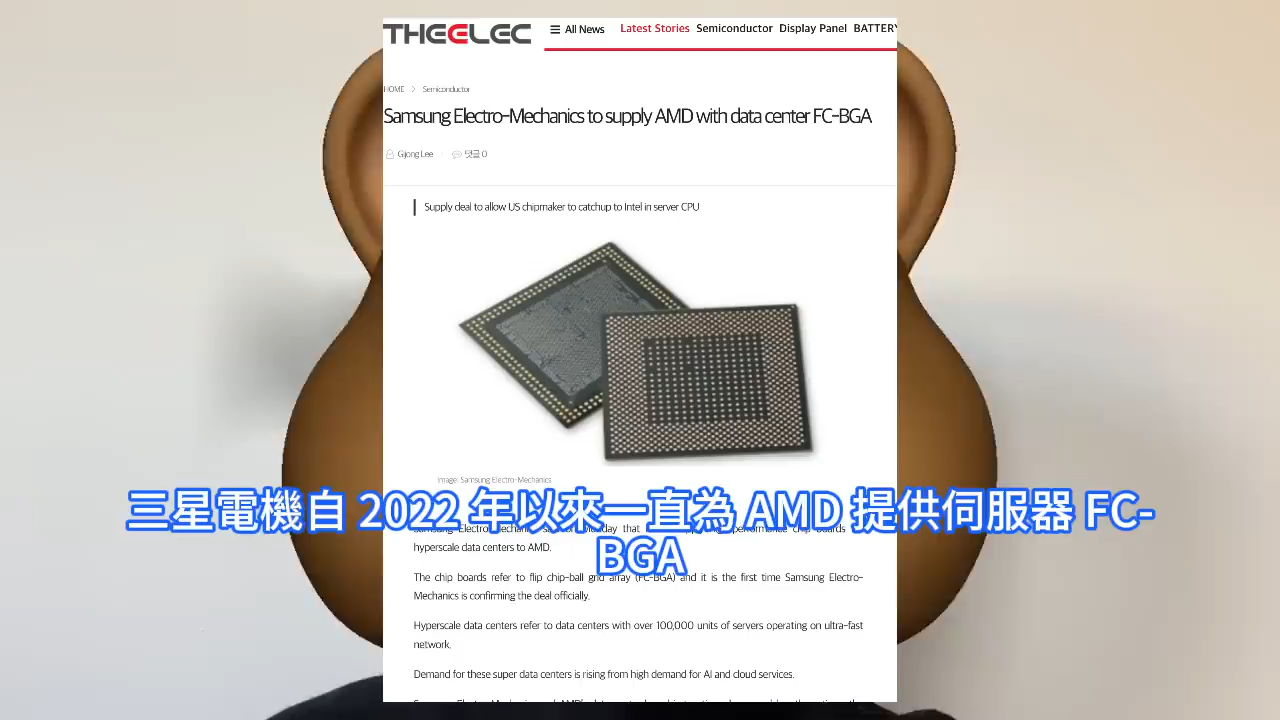 THEELEC
All News Latest Stories Semiconductor Display Panel BATTERY
HOME > Semiconductor
Samsung Electro-Mechanics to supply AMD with data center FC-BGA
Gijong Lee 댓글 0
Supply deal to allow US chipmaker to catchup to Intel in server CPU
Image: Samsung Electro-Mechanics
三星電機自 2022 年以來一直為 AMD 提供伺服器 FC-
BGA
hyperscale data centers to AMD.
The chip boards refer to flip chip-ball grid array (FC-BGA) and it is the first time Samsung Electro-
Mechanics is confirming the deal officially.
Hyperscale data centers refer to data centers with over 100,000 units of servers operating on ultra-fast
network.
Demand for these super data centers is rising from high demand for AI and cloud services.